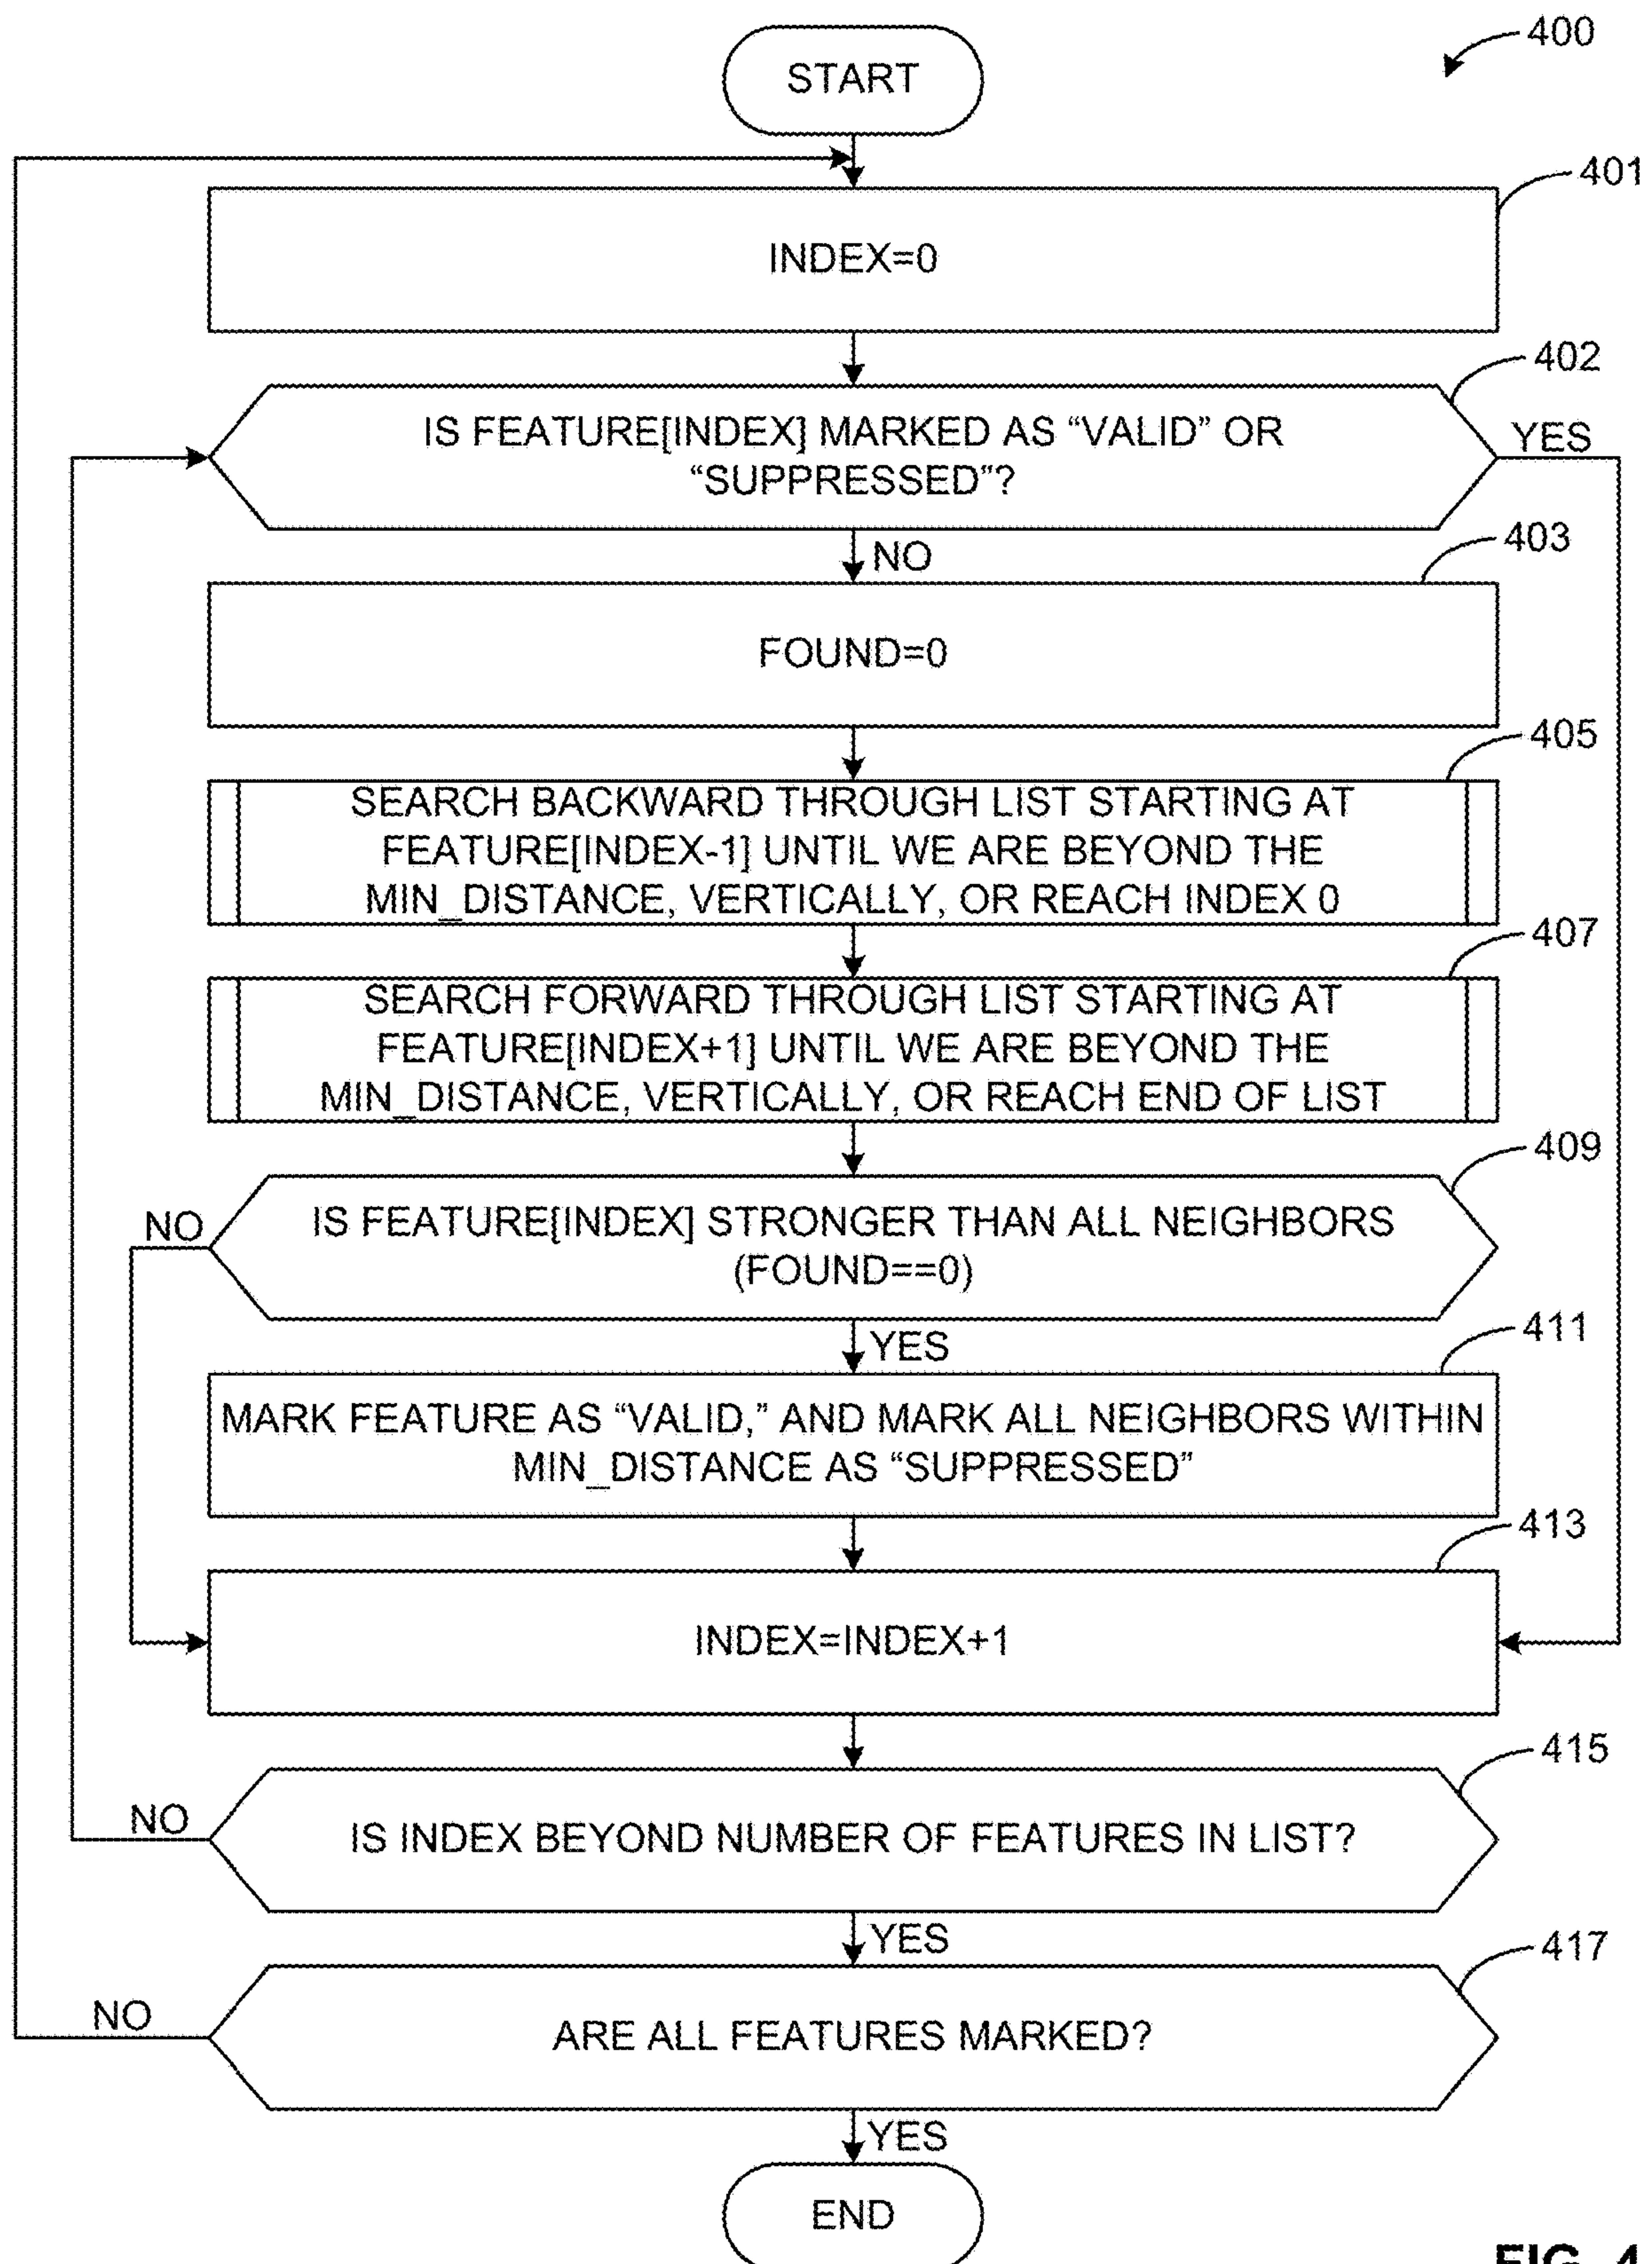 400
START
401
INDEX=0
402
IS FEATURE[INDEX] MARKED AS “VALID” OR
“SUPPRESSED”?
YES
NO
403
FOUND=0
405
SEARCH BACKWARD THROUGH LIST STARTING AT
FEATURE[INDEX-1] UNTIL WE ARE BEYOND THE
MIN_DISTANCE, VERTICALLY, OR REACH INDEX 0
407
SEARCH FORWARD THROUGH LIST STARTING AT
FEATURE[INDEX+1] UNTIL WE ARE BEYOND THE
MIN_DISTANCE, VERTICALLY, OR REACH END OF LIST
409
NO
IS FEATURE[INDEX] STRONGER THAN ALL NEIGHBORS
(FOUND==0)
YES
411
MARK FEATURE AS “VALID,” AND MARK ALL NEIGHBORS WITHIN
MIN_DISTANCE AS “SUPPRESSED”
413
INDEX=INDEX+1
415
NO
IS INDEX BEYOND NUMBER OF FEATURES IN LIST?
YES
417
NO
ARE ALL FEATURES MARKED?
YES
END
FIG. 4